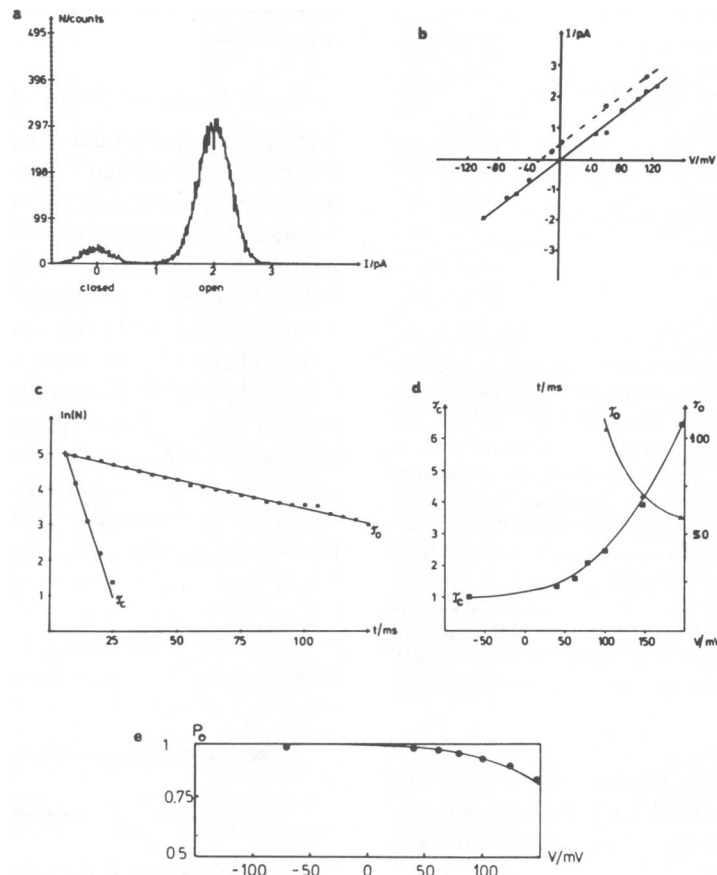 a
N/counts
495
396
297
198
99
0
0 1 2 3
I/pA
closed open
b
I/pA
3
2
1
-120 -80 -40 0 40 80 120
V/mV
-1
-2
-3
c
ln(N)
5
4
3
2
1
25 50 75 100
t/ms
τo
τc
d
t/ms
τc
τo
τo
6
5
4
3
2
1
100
50
τc
-50 0 50 100 150
V/mV
e
Po
1
0.75
0.5
-100 -50 0 50 100
V/mV